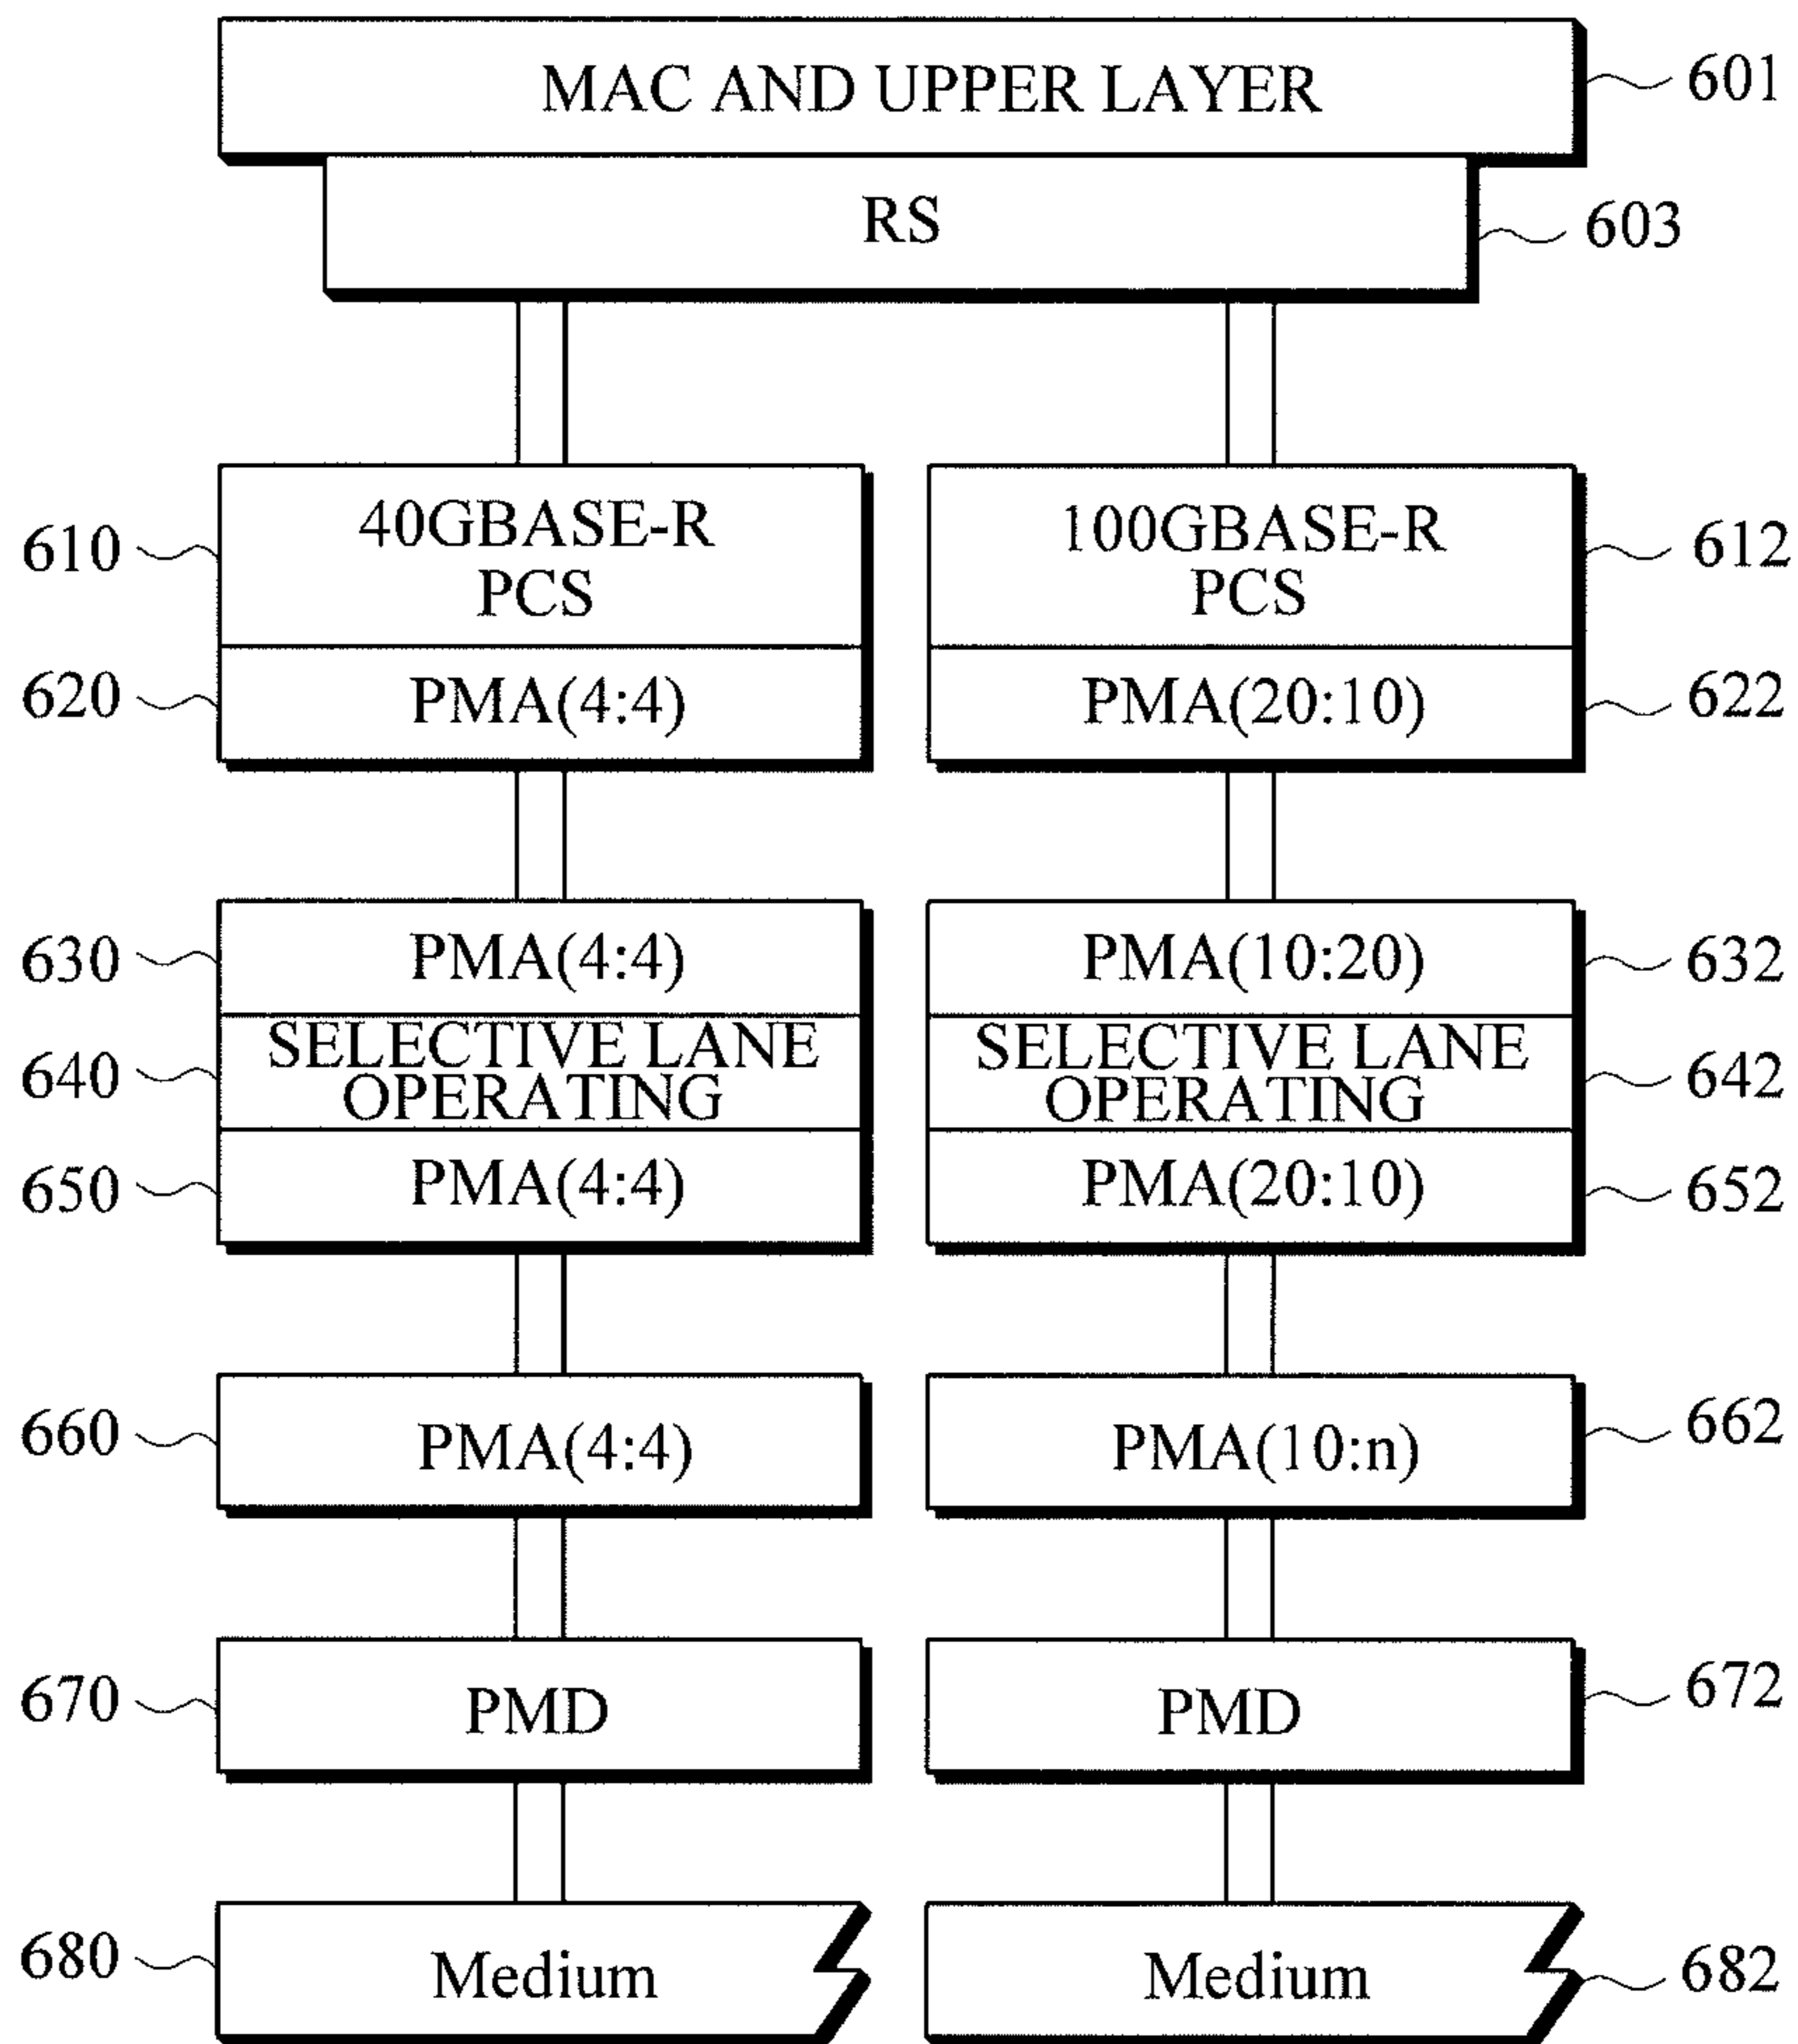 MAC AND UPPER LAYER 601
RS 603
610 40GBASE-R 100GBASE-R 612
PCS PCS
620 PMA(4:4) PMA(20:10) 622
630 PMA(4:4) PMA(10:20) 632
SELECTIVE LANE SELECTIVE LANE
640 OPERATING OPERATING 642
650 PMA(4:4) PMA(20:10) 652
660 PMA(4:4) PMA(10:n) 662
670 PMD PMD 672
680 Medium Medium 682